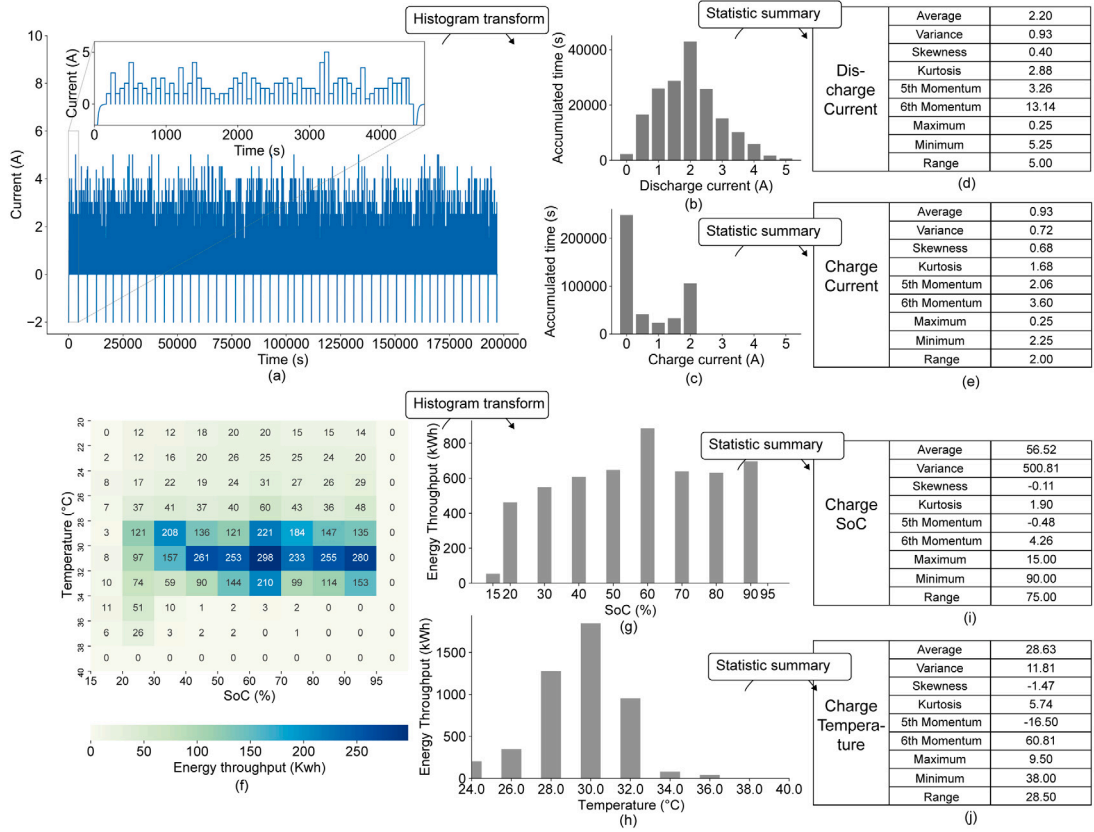 Histogram transform
Statistic summary
10
8
6
4
2
0
−2
Current (A)
5
0
Current (A)
0 1000 2000 3000 4000
Time (s)
0 25000 50000 75000 100000 125000 150000 175000 200000
Time (s)
(a)
40000
20000
0
Accumulated time (s)
0 1 2 3 4 5
Discharge current (A)
(b)
Dis-
charge
Current
Average 2.20
Variance 0.93
Skewness 0.40
Kurtosis 2.88
5th Momentum 3.26
6th Momentum 13.14
Maximum 0.25
Minimum 5.25
Range 5.00
(d)
Statistic summary
200000
100000
0
Accumulated time (s)
0 1 2 3 4 5
Charge current (A)
(c)
Charge
Current
Average 0.93
Variance 0.72
Skewness 0.68
Kurtosis 1.68
5th Momentum 2.06
6th Momentum 3.60
Maximum 0.25
Minimum 2.25
Range 2.00
(e)
Temperature (°C)
20
22
24
26
28
30
32
34
36
38
40
0 12 12 18 20 20 15 15 14 0
2 12 16 20 26 25 25 24 20 0
8 17 22 19 24 31 27 26 29 0
7 37 41 37 40 60 43 36 48 0
3 121 208 136 121 221 184 147 135 0
8 97 157 261 253 298 233 255 280 0
10 74 59 90 144 210 99 114 153 0
11 51 10 1 2 3 2 0 0 0
6 26 3 2 2 0 1 0 0 0
0 0 0 0 0 0 0 0 0 0
15 20 30 40 50 60 70 80 90 95
SoC (%)
0 50 100 150 200 250
Energy throughput (Kwh)
(f)
Histogram transform
Statistic summary
800
600
400
200
0
Energy Throughput (kWh)
15 20 30 40 50 60 70 80 90 95
SoC (%)
(g)
Charge
SoC
Average 56.52
Variance 500.81
Skewness -0.11
Kurtosis 1.90
5th Momentum -0.48
6th Momentum 4.26
Maximum 15.00
Minimum 90.00
Range 75.00
(i)
Statistic summary
1500
1000
500
0
Energy Throughput (kWh)
24.0 26.0 28.0 30.0 32.0 34.0 36.0 38.0 40.0
Temperature (°C)
(h)
Charge
Tempera-
ture
Average 28.63
Variance 11.81
Skewness -1.47
Kurtosis 5.74
5th Momentum -16.50
6th Momentum 60.81
Maximum 9.50
Minimum 38.00
Range 28.50
(j)